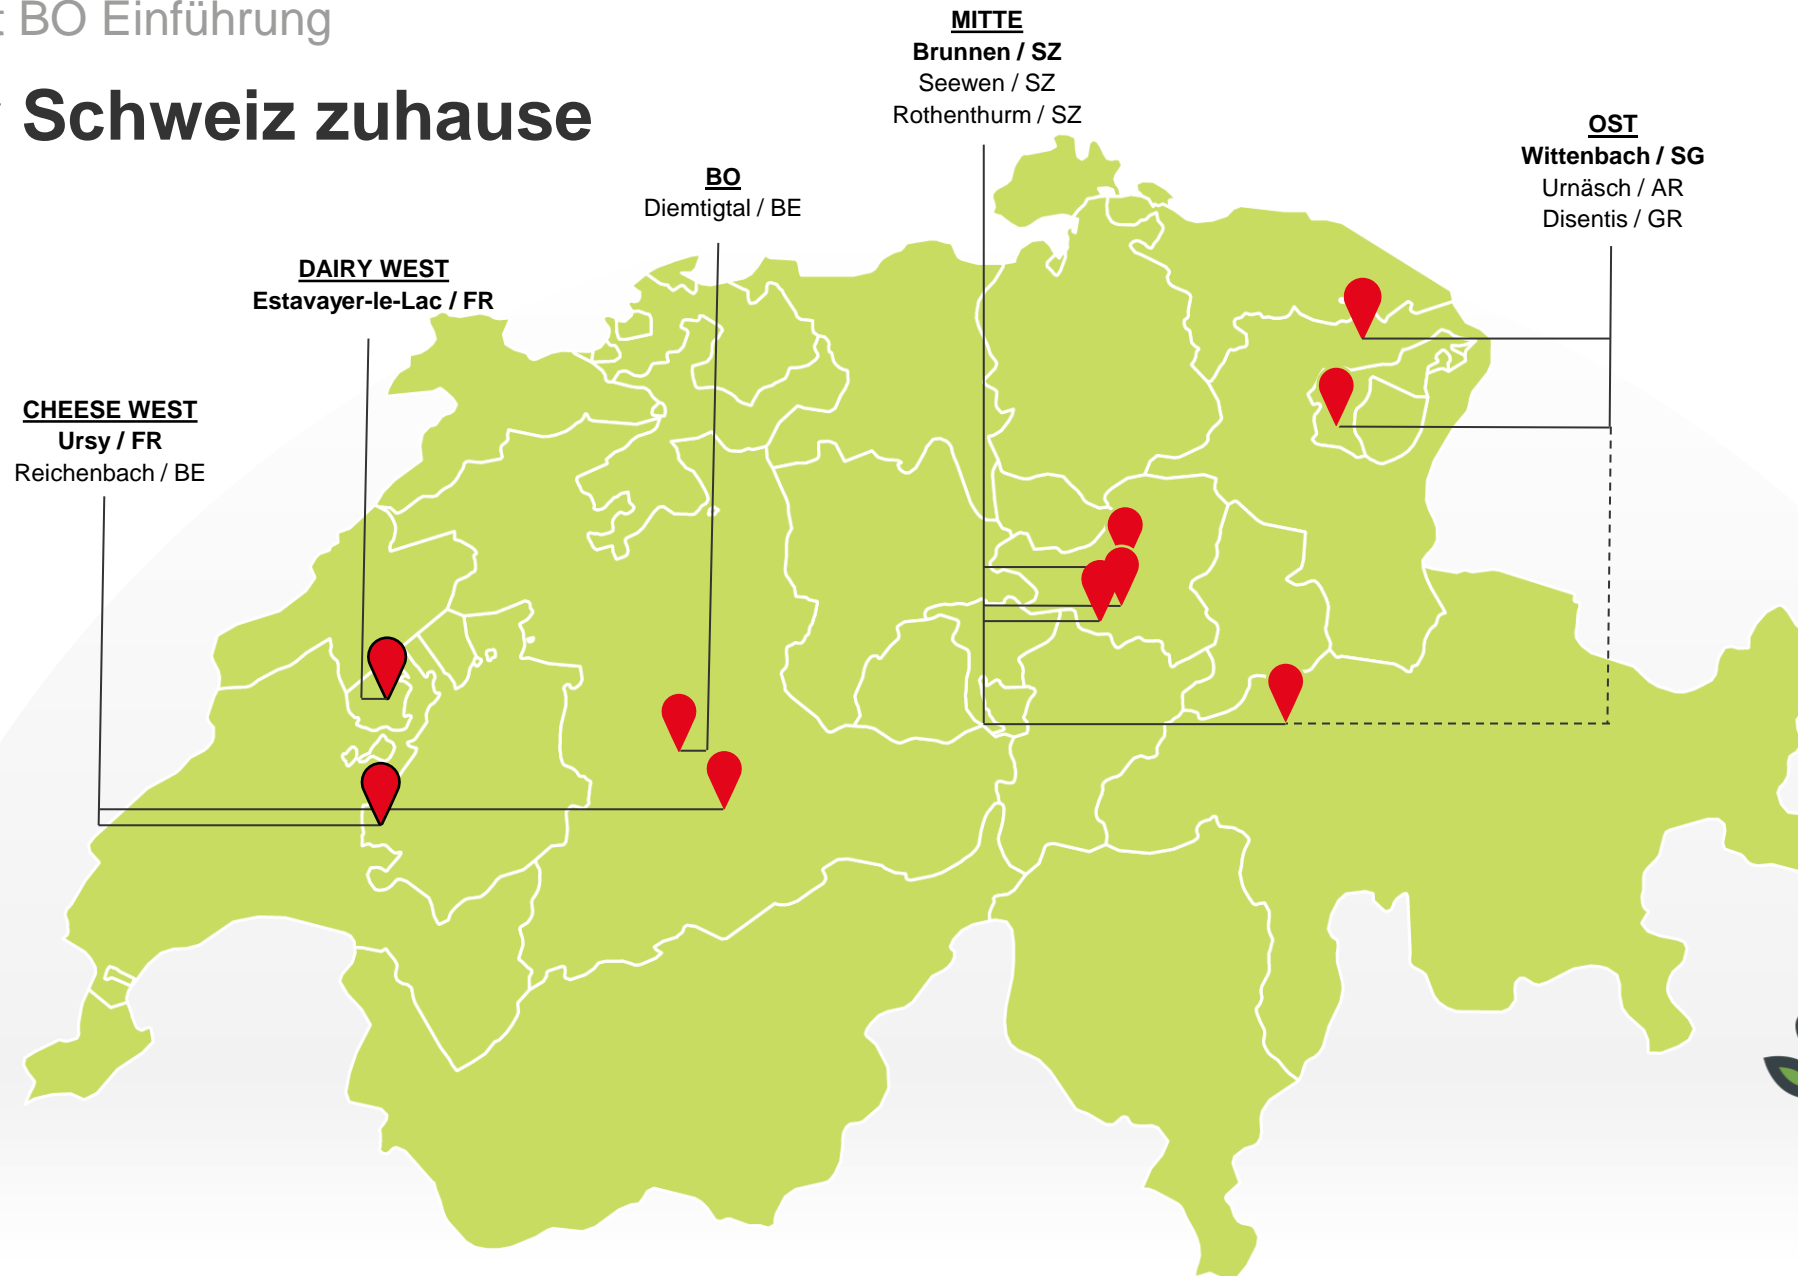 BO Einführung
Schweiz zuhause
MITTE
Brunnen / SZ
Seewen / SZ
Rothenthurm / SZ
OST
Wittenbach / SG
Urnäsch / AR
Disentis / GR
BO
Diemtigtal / BE
DAIRY WEST
Estavayer-le-Lac / FR
CHEESE WEST
Ursy / FR
Reichenbach / BE